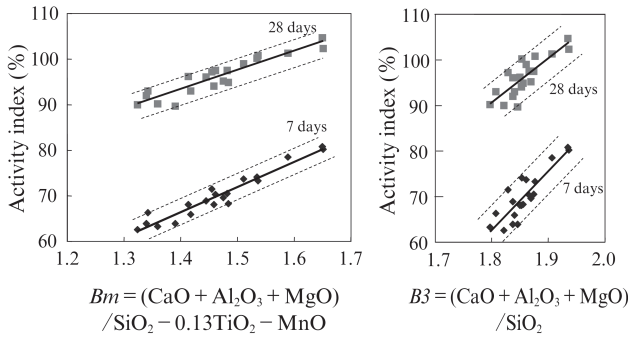 110
100
90
80
70
60
Activity index (%)
28 days
7 days
1.2 1.3 1.4 1.5 1.6 1.7
Bm = (CaO + Al₂O₃ + MgO)
/SiO₂ − 0.13TiO₂ − MnO
110
100
90
80
70
60
Activity index (%)
28 days
7 days
1.7 1.8 1.9 2.0
B3 = (CaO + Al₂O₃ + MgO)
/SiO₂